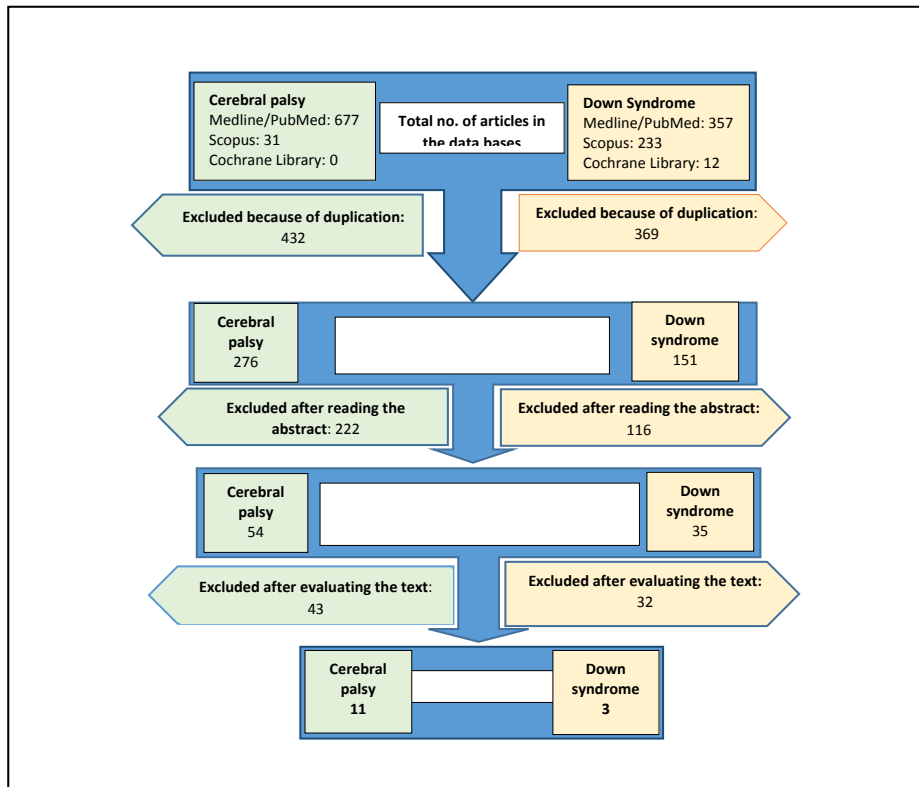 Cerebral palsy
Medline/PubMed: 677
Scopus: 31
Cochrane Library: 0
Total no. of articles in
the data bases
Down Syndrome
Medline/PubMed: 357
Scopus: 233
Cochrane Library: 12
Excluded because of duplication:
432
Excluded because of duplication:
369
Cerebral
palsy
276
Down
syndrome
151
Excluded after reading the
abstract: 222
Excluded after reading the abstract:
116
Cerebral
palsy
54
Down
syndrome
35
Excluded after evaluating the text:
43
Excluded after evaluating the text:
32
Cerebral
palsy
11
Down
syndrome
3